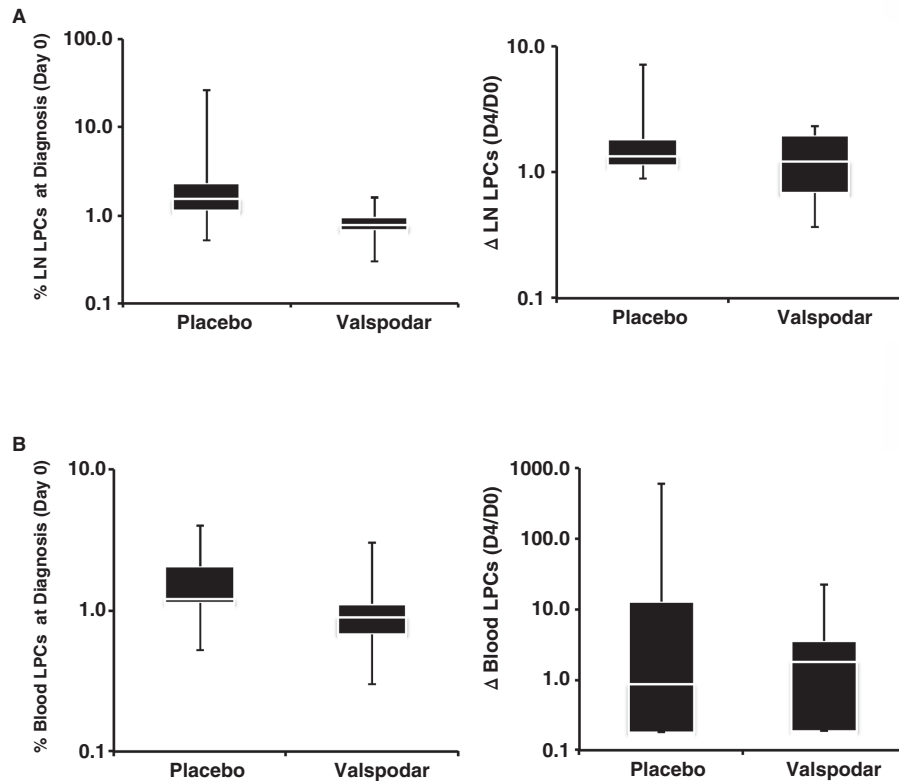 A
% LN LPCs at Diagnosis (Day 0)
100.0
10.0
1.0
0.1
Placebo
Valspodar
Δ LN LPCs (D4/D0)
10.0
1.0
0.1
Placebo
Valspodar
B
% Blood LPCs at Diagnosis (Day 0)
10.0
1.0
0.1
Placebo
Valspodar
Δ Blood LPCs (D4/D0)
1000.0
100.0
10.0
1.0
0.1
Placebo
Valspodar